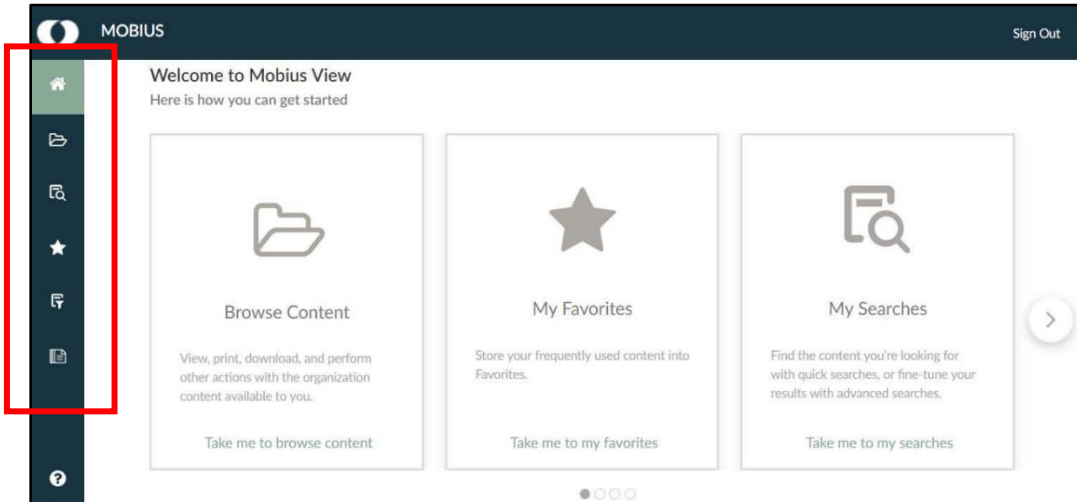 MOBIUS
Sign Out
Welcome to Mobius View
Here is how you can get started
Browse Content
View, print, download, and perform
other actions with the organization
content available to you.
Take me to browse content
My Favorites
Store your frequently used content into
Favorites.
Take me to my favorites
My Searches
Find the content you're looking for
with quick searches, or fine-tune your
results with advanced searches.
Take me to my searches